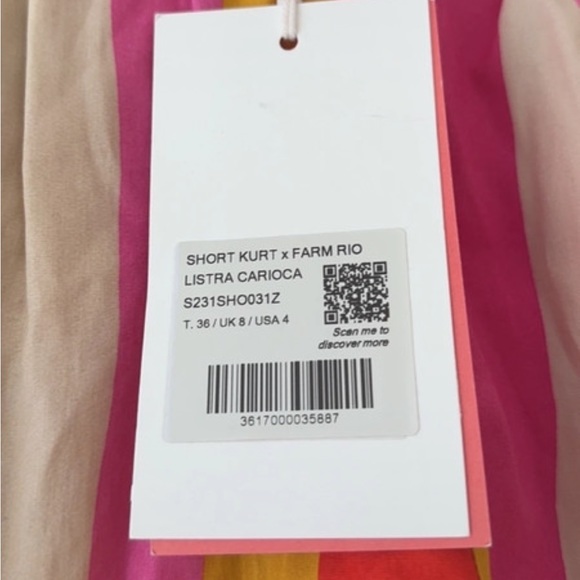 SHORT KURT x FARM RIO
LISTRA CARIOCA
S231SHO031Z
T. 36 / UK 8 / USA 4
Scan me to
discover more
3617000035887